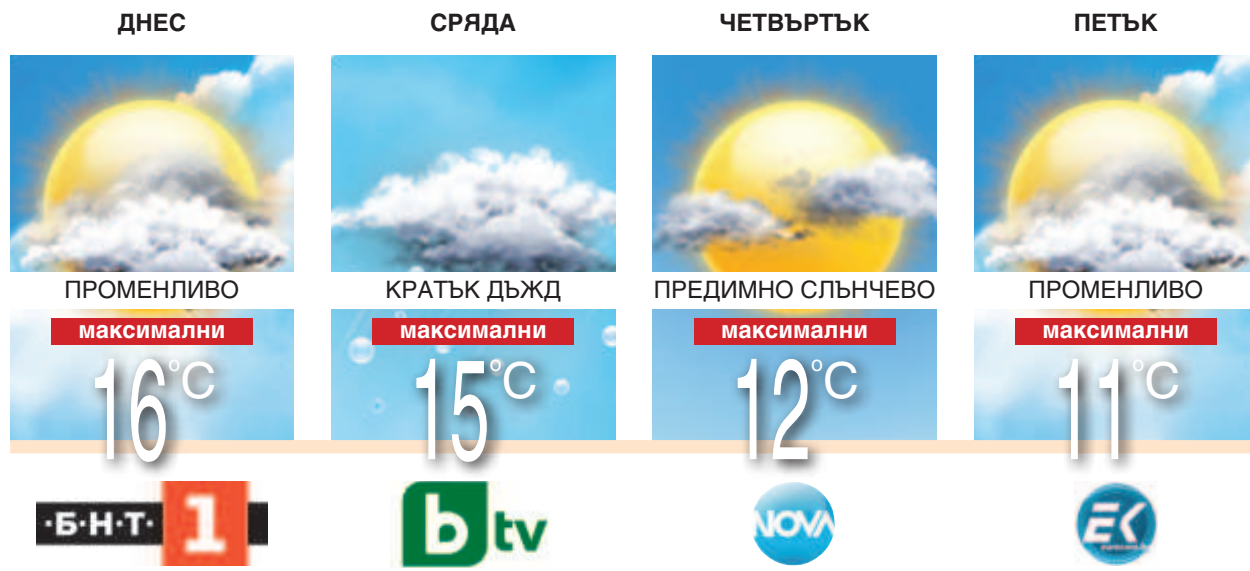 ДНЕС СРЯДА ЧЕТВЪРТЪК ПЕТЪК
ПРОМЕНЛИВО КРАТЪК ДЪЖД ПРЕДИМНО СЛЪНЧЕВО ПРОМЕНЛИВО
максимални максимални максимални максимални
16°C 15°C 12°C 11°C
·Б·Н·Т· 1 b tv NOVA EK